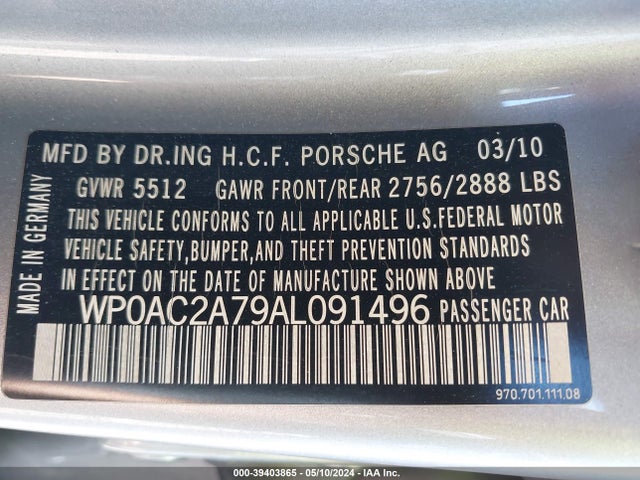 MFD BY DR.ING H.C.F. PORSCHE AG 03/10
GVWR 5512 GAWR FRONT/REAR 2756/2888 LBS
THIS VEHICLE CONFORMS TO ALL APPLICABLE U.S.FEDERAL MOTOR
VEHICLE SAFETY,BUMPER,AND THEFT PREVENTION STANDARDS
IN EFFECT ON THE DATE OF MANUFACTURE SHOWN ABOVE
WP0AC2A79AL091496 PASSENGER CAR
MADE IN GERMANY
970.701.111.08
000-39403865 - 05/10/2024 - IAA Inc.